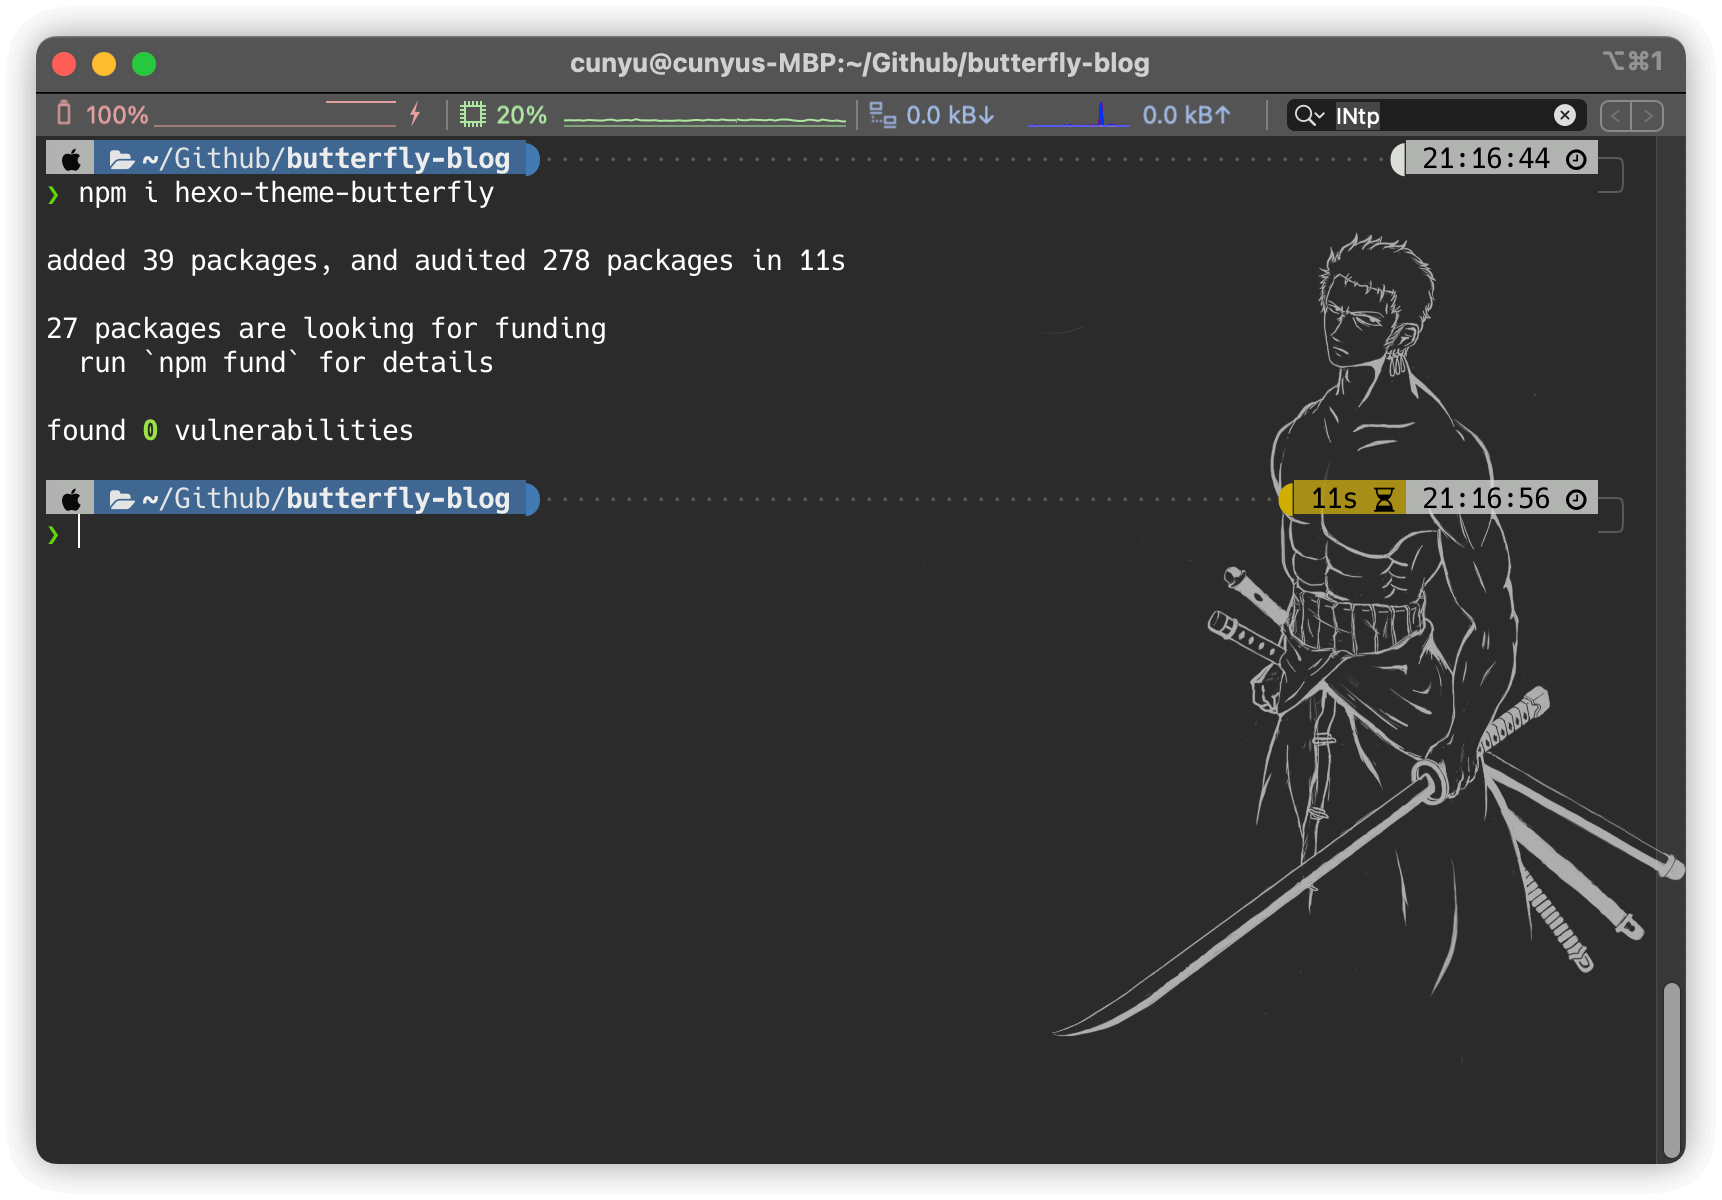 cunyu@cunyus-MBP:~/Github/butterfly-blog
⌥⌘1
100% 20% 0.0 kB↓ 0.0 kB↑ INtp
~/Github/butterfly-blog 21:16:44
❯ npm i hexo-theme-butterfly
added 39 packages, and audited 278 packages in 11s
27 packages are looking for funding
run `npm fund` for details
found 0 vulnerabilities
~/Github/butterfly-blog 11s 21:16:56
❯